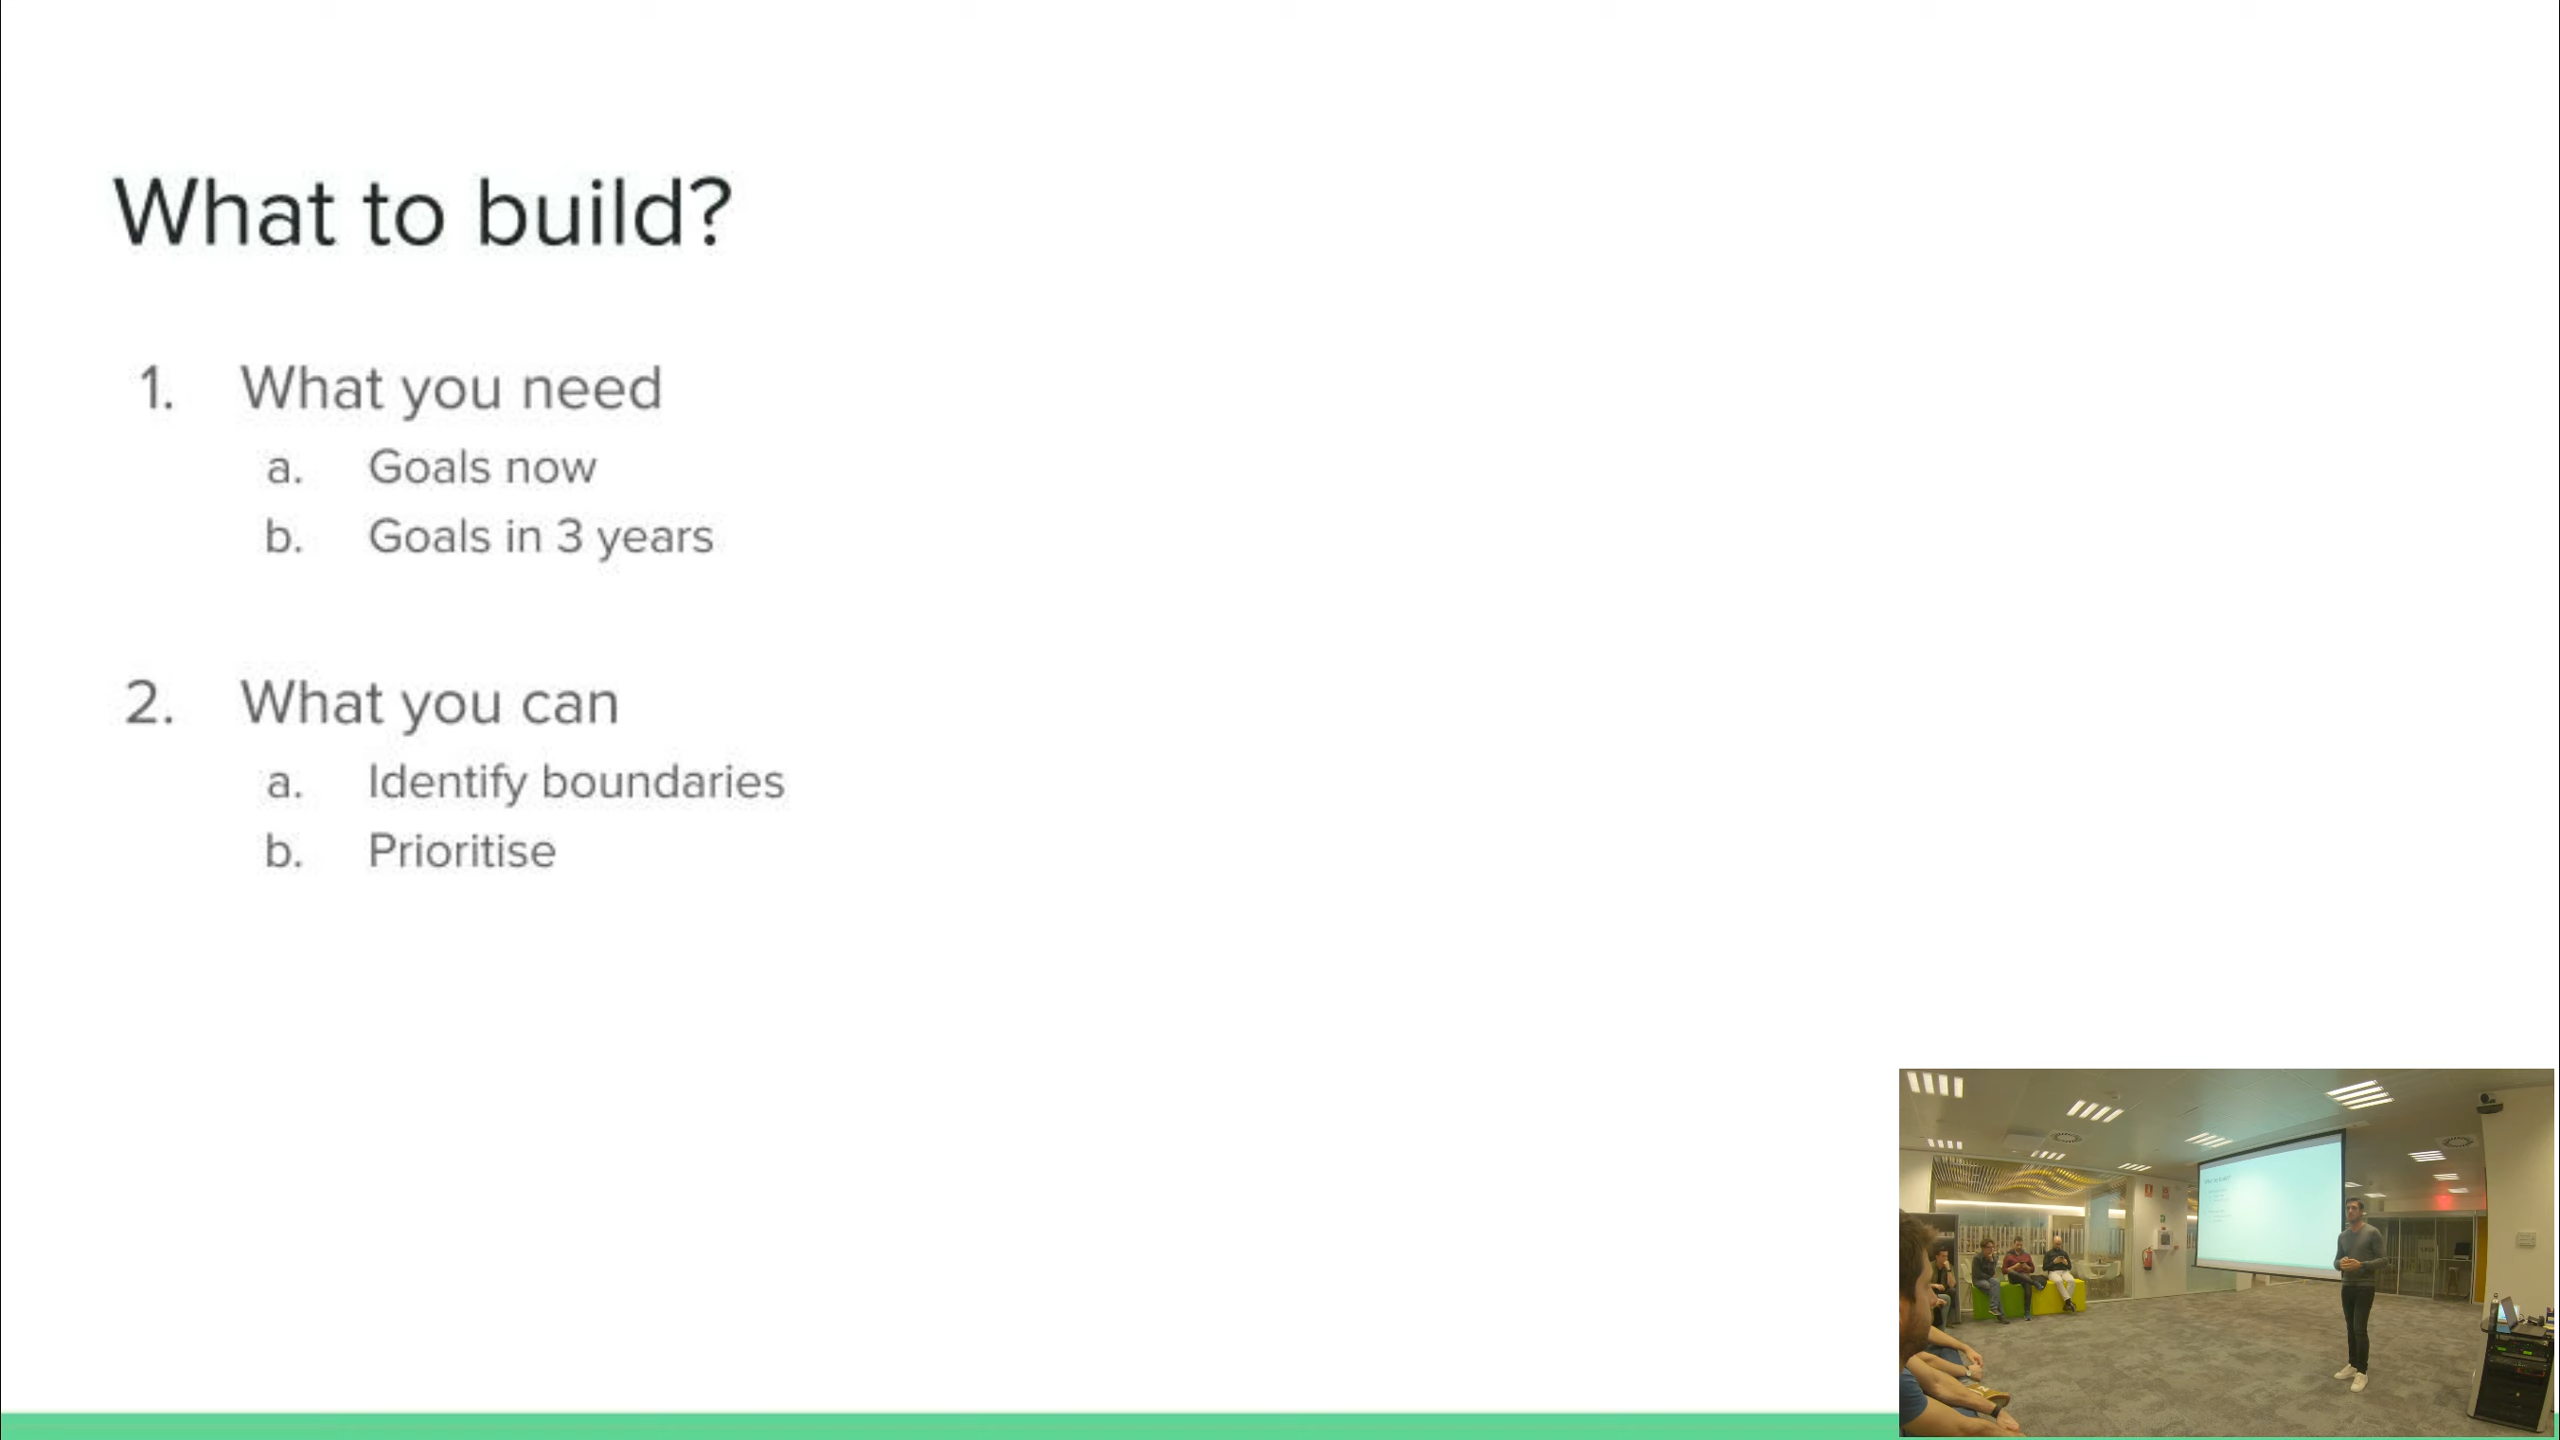 What to build?
1. What you need
a. Goals now
b. Goals in 3 years
2. What you can
a. Identify boundaries
b. Prioritise